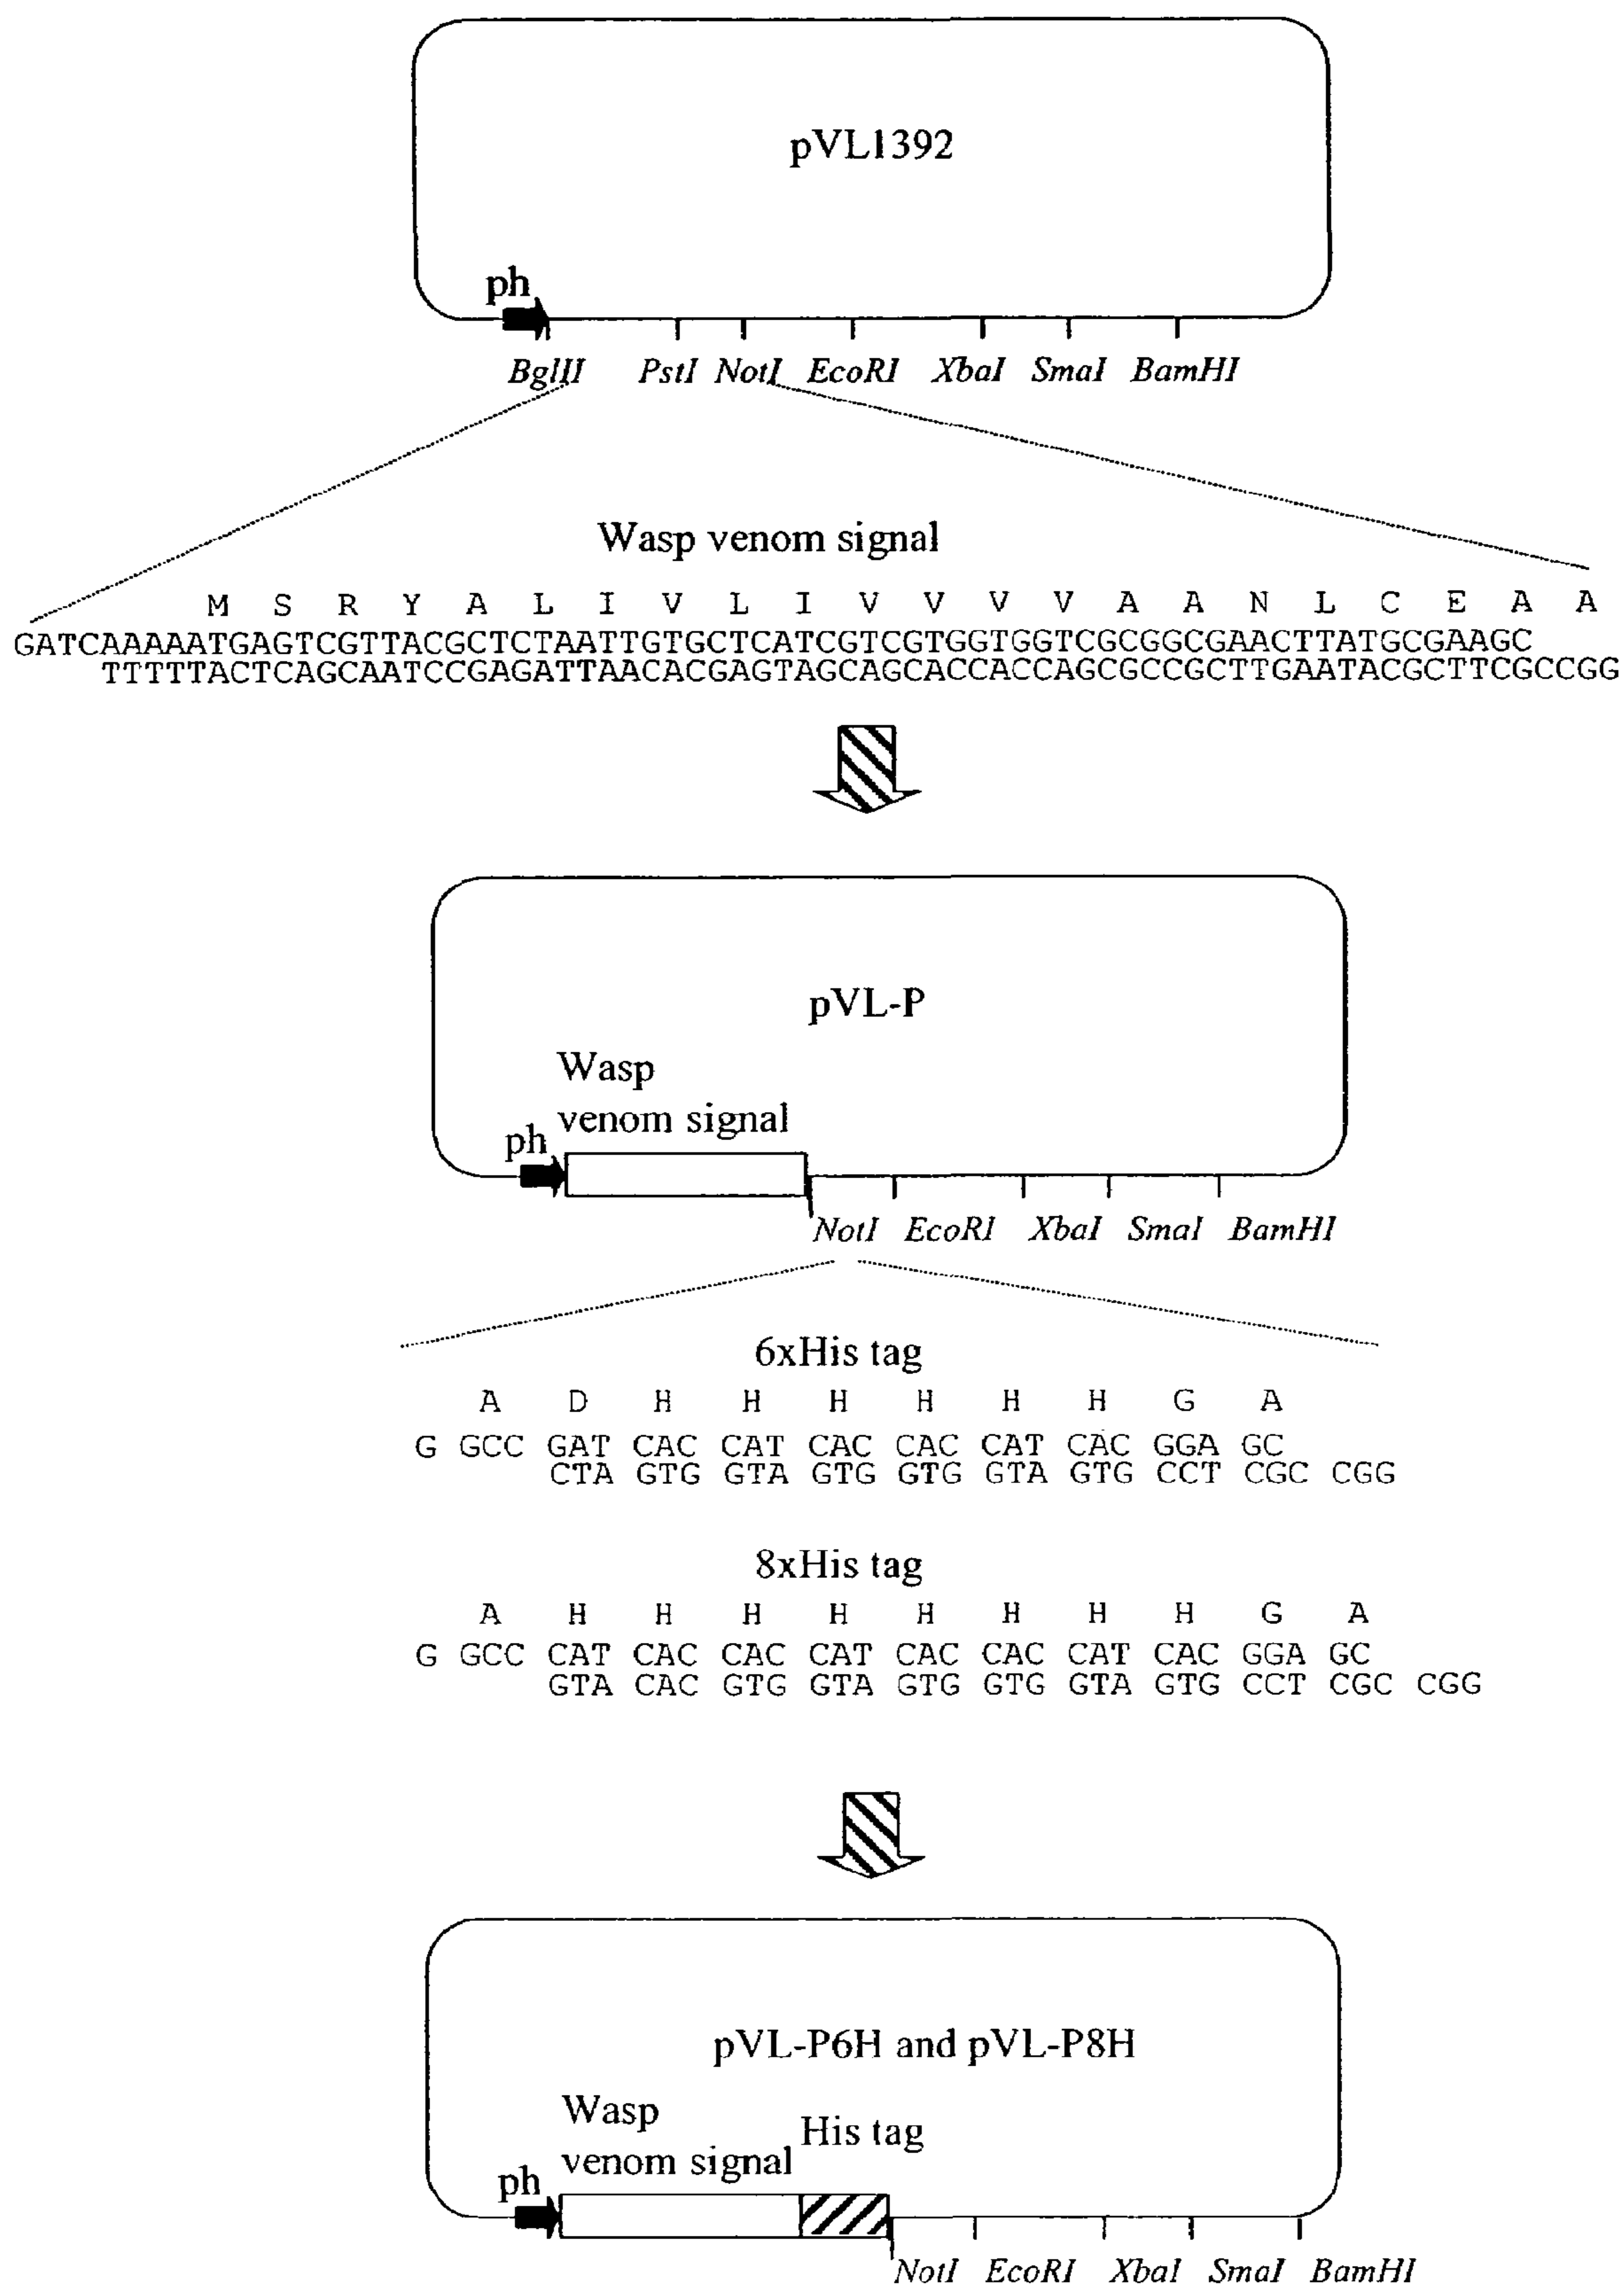 pVL1392
ph
BglII PstI NotI EcoRI XbaI SmaI BamHI
Wasp venom signal
M S R Y A L I V L I V V V V A A N L C E A A
GATCAAAAATGAGTCGTTACGCTCTAATTGTGCTCATCGTCGTGGTGGTCGCGGCGAACTTATGCGAAGC
TTTTTACTCAGCAATCCGAGATTAACACGAGTAGCAGCACCACCAGCGCCGCTTGAATACGCTTCGCCGG
pVL-P
Wasp
venom signal
ph
NotI EcoRI XbaI SmaI BamHI
6xHis tag
A D H H H H H H G A
G GCC GAT CAC CAT CAC CAC CAT CAC GGA GC
CTA GTG GTA GTG GTG GTA GTG CCT CGC CGG
8xHis tag
A H H H H H H H H G A
G GCC CAT CAC CAC CAT CAC CAC CAT CAC GGA GC
GTA CAC GTG GTA GTG GTG GTA GTG CCT CGC CGG
pVL-P6H and pVL-P8H
Wasp
His tag
venom signal
ph
NotI EcoRI XbaI SmaI BamHI